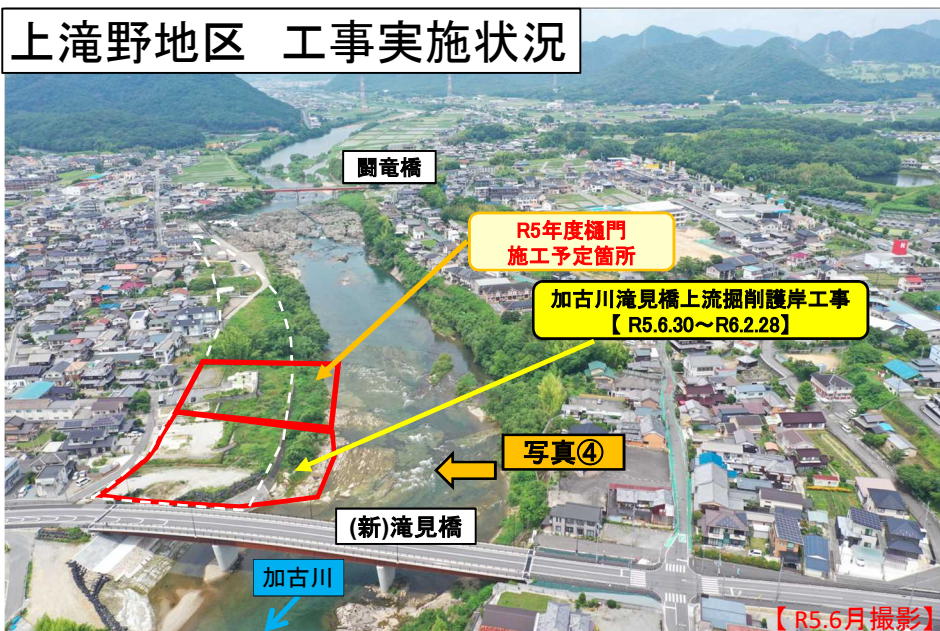 上滝野地区 工事実施状況
闘竜橋
R5年度樋門
施工予定箇所
加古川滝見橋上流掘削護岸工事
【 R5.6.30～R6.2.28】
写真④
(新)滝見橋
加古川
【 R5.6月撮影】